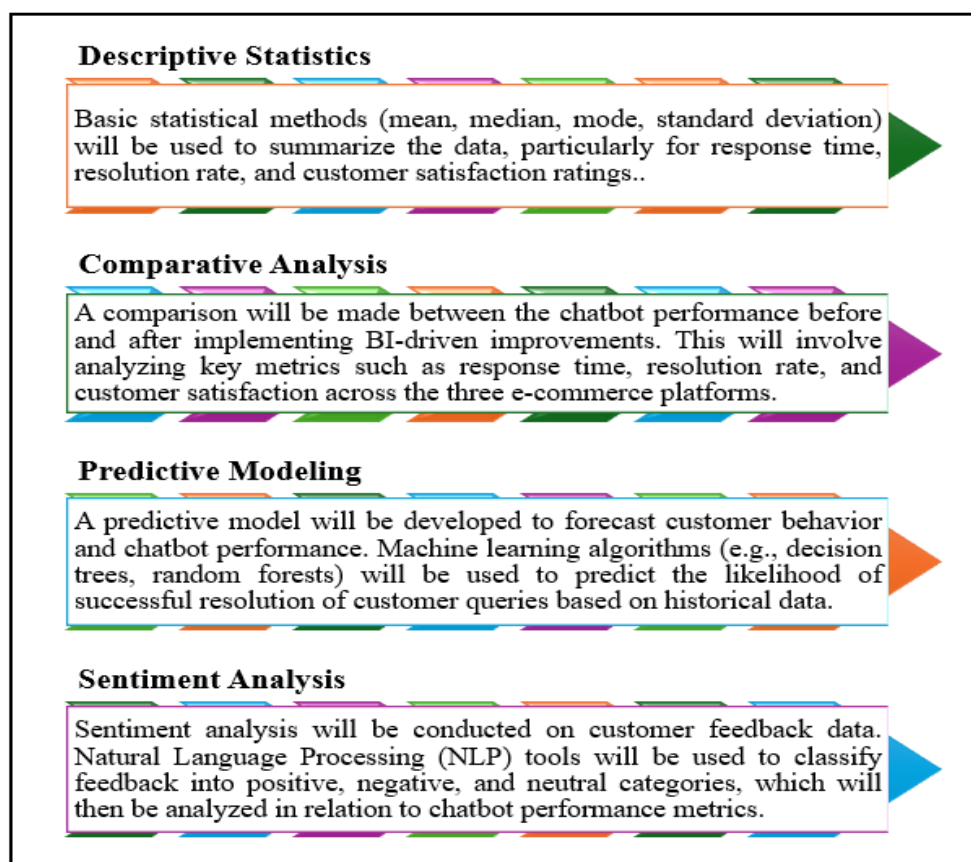 Descriptive Statistics
Basic statistical methods (mean, median, mode, standard deviation)
will be used to summarize the data, particularly for response time,
resolution rate, and customer satisfaction ratings..
Comparative Analysis
A comparison will be made between the chatbot performance before
and after implementing BI-driven improvements. This will involve
analyzing key metrics such as response time, resolution rate, and
customer satisfaction across the three e-commerce platforms.
Predictive Modeling
A predictive model will be developed to forecast customer behavior
and chatbot performance. Machine learning algorithms (e.g., decision
trees, random forests) will be used to predict the likelihood of
successful resolution of customer queries based on historical data.
Sentiment Analysis
Sentiment analysis will be conducted on customer feedback data.
Natural Language Processing (NLP) tools will be used to classify
feedback into positive, negative, and neutral categories, which will
then be analyzed in relation to chatbot performance metrics.